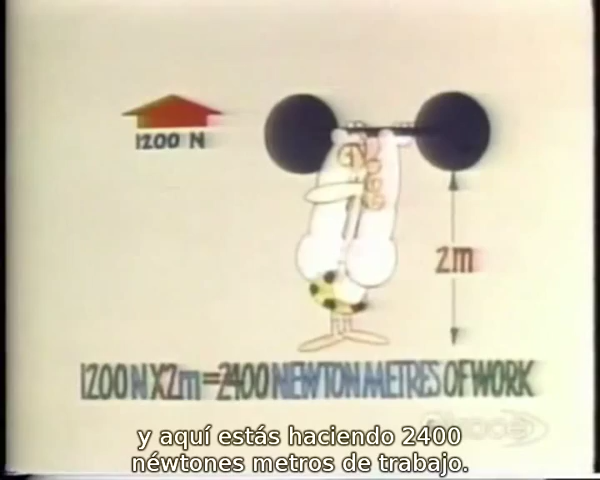 1200 N
2m
1200 N X 2m = 2400 NEWTON METRES OF WORK
y aquí estás haciendo 2400
néwtones metros de trabajo.